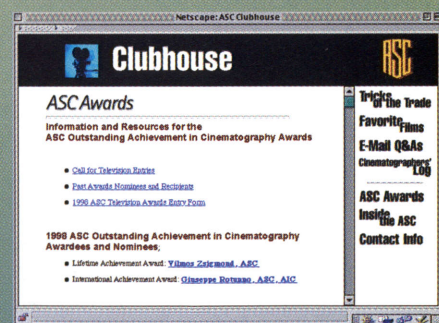 Netscape: ASC Clubhouse
Clubhouse
ASC
ASC Awards
Information and Resources for the
ASC Outstanding Achievement in Cinematography Awards
Call for Television Entries
Past Awards Nominees and Recipients
1998 ASC Television Awards Entry Form
1998 ASC Outstanding Achievement in Cinematography
Awardees and Nominees;
Lifetime Achievement Award: Vilmos Zsigmond, ASC
International Achievement Award: Giuseppe Rotunno, ASC, AIC
Tricks
of the Trade
Favorite
Films
E-Mail Q&As
Cinematographers'
Log
ASC Awards
Inside
the ASC
Contact Info